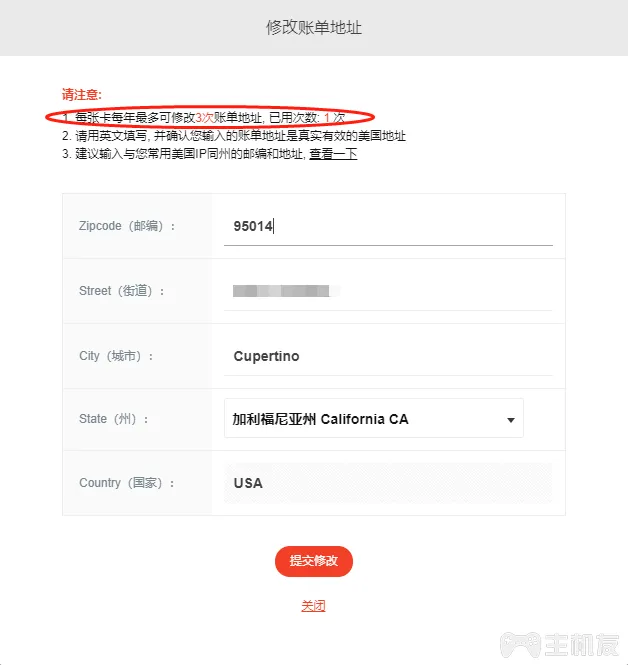 修改账单地址
请注意:
1. 每张卡每年最多可修改3次账单地址, 已用次数: 1 次
2. 请用英文填写, 并确认您输入的账单地址是真实有效的美国地址
3. 建议输入与您常用美国IP同州的邮编和地址, 查看一下
Zipcode（邮编）: 95014
Street（街道）:
City（城市）: Cupertino
State（州）: 加利福尼亚州 California CA
Country（国家）: USA
提交修改
关闭
主机友